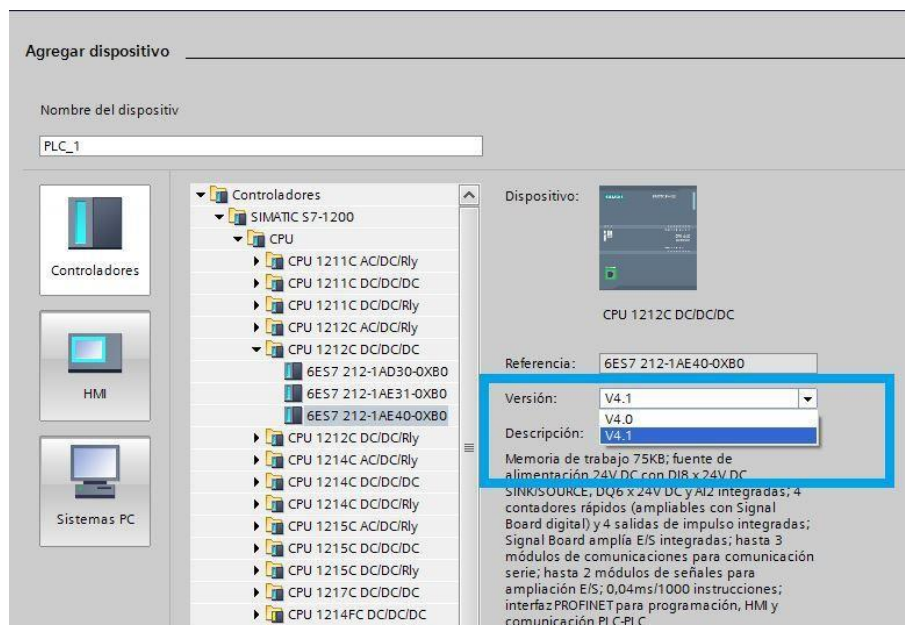 Agregar dispositivo
Nombre del dispositiv
PLC_1
Controladores
HMI
Sistemas PC
Controladores
SIMATIC S7-1200
CPU
CPU 1211C AC/DC/Rly
CPU 1211C DC/DC/DC
CPU 1211C DC/DC/Rly
CPU 1212C AC/DC/Rly
CPU 1212C DC/DC/DC
6ES7 212-1AD30-0XB0
6ES7 212-1AE31-0XB0
6ES7 212-1AE40-0XB0
CPU 1212C DC/DC/Rly
CPU 1214C AC/DC/Rly
CPU 1214C DC/DC/DC
CPU 1214C DC/DC/Rly
CPU 1215C AC/DC/Rly
CPU 1215C DC/DC/DC
CPU 1215C DC/DC/Rly
CPU 1217C DC/DC/DC
CPU 1214FC DC/DC/DC
Dispositivo:
CPU 1212C DC/DC/DC
Referencia: 6ES7 212-1AE40-0XB0
Versión: V4.1
V4.0
V4.1
Descripción:
Memoria de trabajo 75KB; fuente de
alimentación 24V DC con DI8 x 24V DC
SINK/SOURCE, DQ6 x 24V DC y AI2 integradas; 4
contadores rápidos (ampliables con Signal
Board digital) y 4 salidas de impulso integradas;
Signal Board amplía E/S integradas; hasta 3
módulos de comunicaciones para comunicación
serie; hasta 2 módulos de señales para
ampliación E/S; 0,04ms/1000 instrucciones;
interfaz PROFINET para programación, HMI y
comunicación PLC-PLC